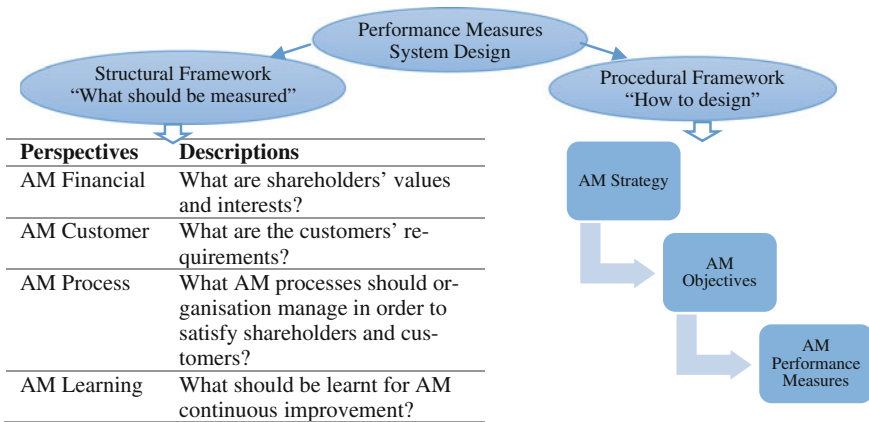 Performance Measures
System Design
Structural Framework
“What should be measured”
Procedural Framework
“How to design”
Perspectives Descriptions
AM Financial What are shareholders’ values
and interests?
AM Customer What are the customers’ re-
quirements?
AM Process What AM processes should or-
ganisation manage in order to
satisfy shareholders and cus-
tomers?
AM Learning What should be learnt for AM
continuous improvement?
AM Strategy
AM
Objectives
AM
Performance
Measures